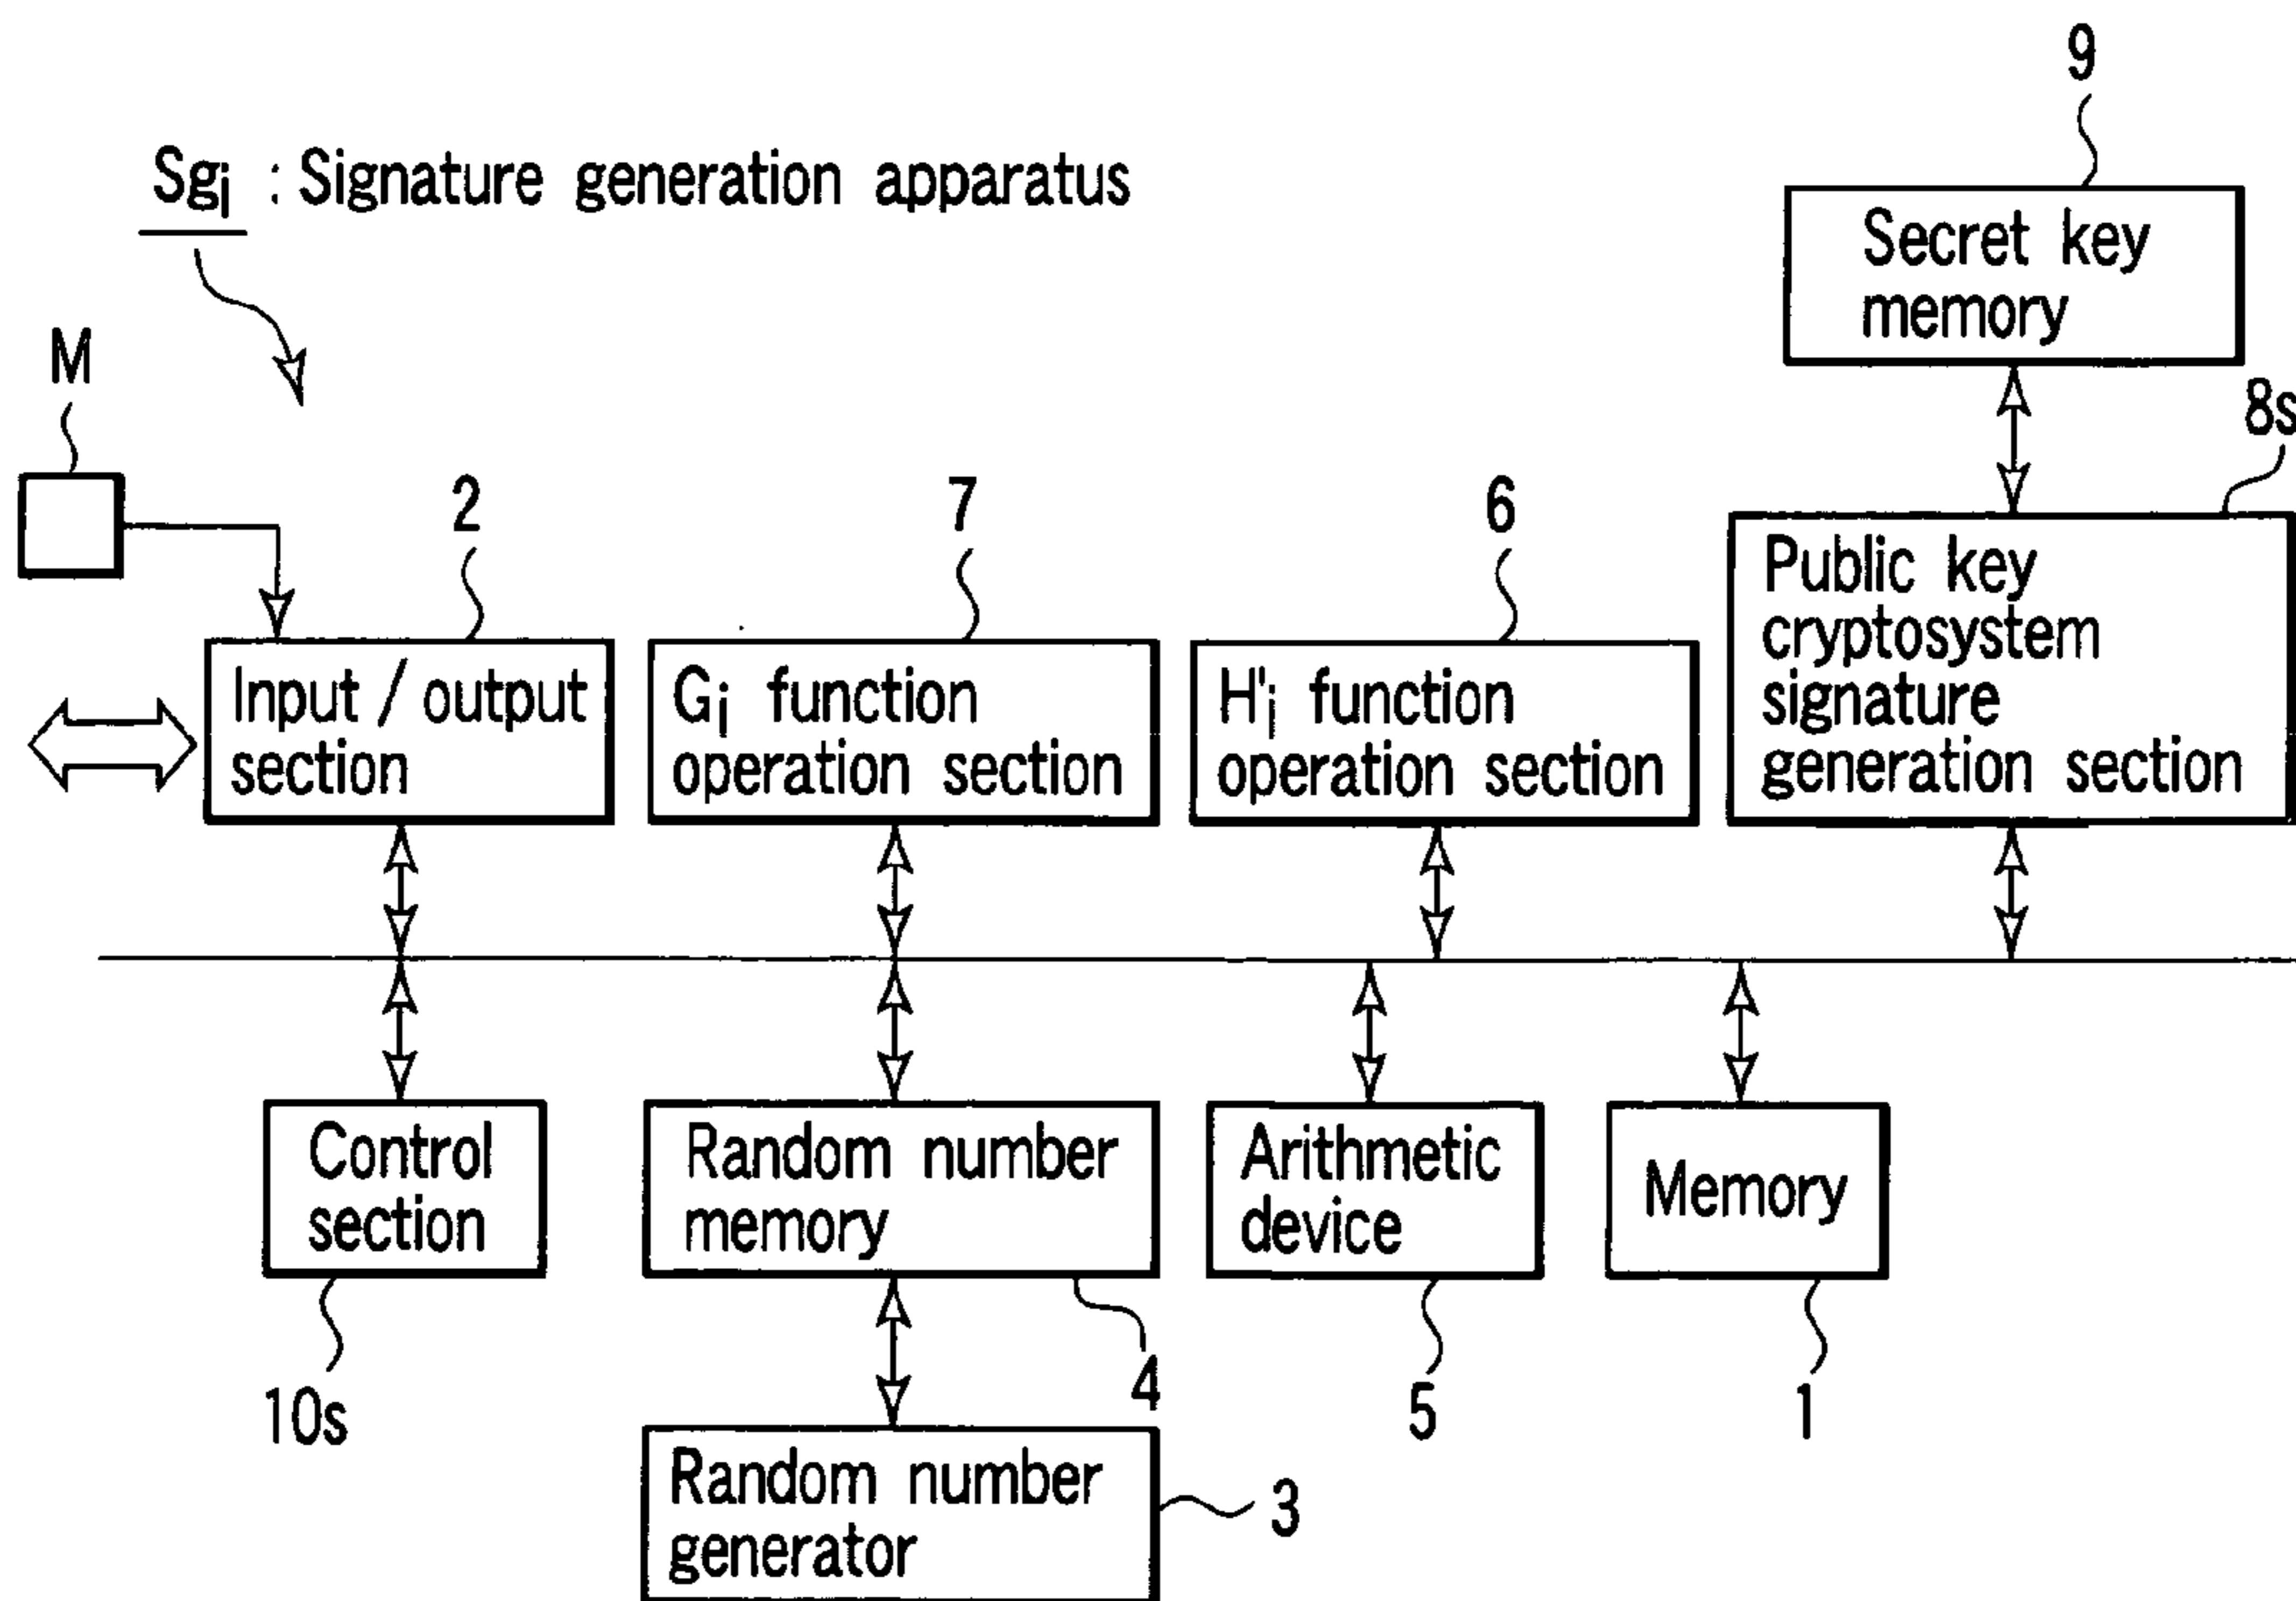 9
Sgi : Signature generation apparatus
Secret key
memory
M
8s
2
7
6
Public key
cryptosystem
signature
generation section
Input / output
section
Gi function
operation section
H'i function
operation section
Control
section
Random number
memory
Arithmetic
device
Memory
10s
4
5
1
Random number
generator
3